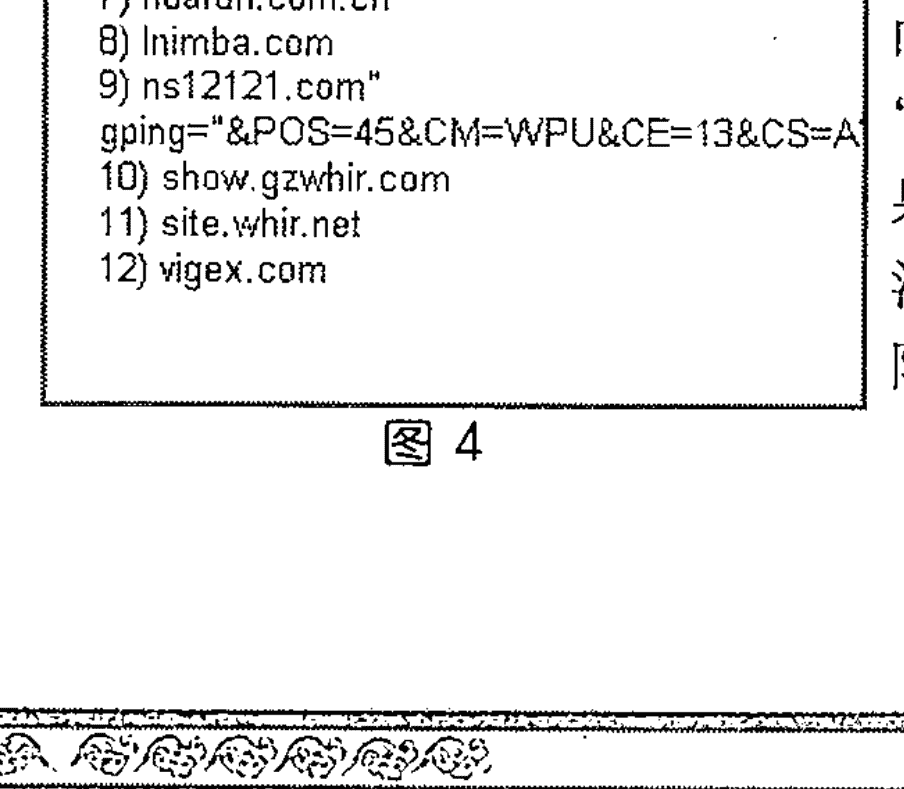 8) lnimba.com
9) ns12121.com"
gping="&POS=45&CM=WPU&CE=13&CS=A
10) show.gzwhir.com
11) site.whir.net
12) vigex.com
图 4